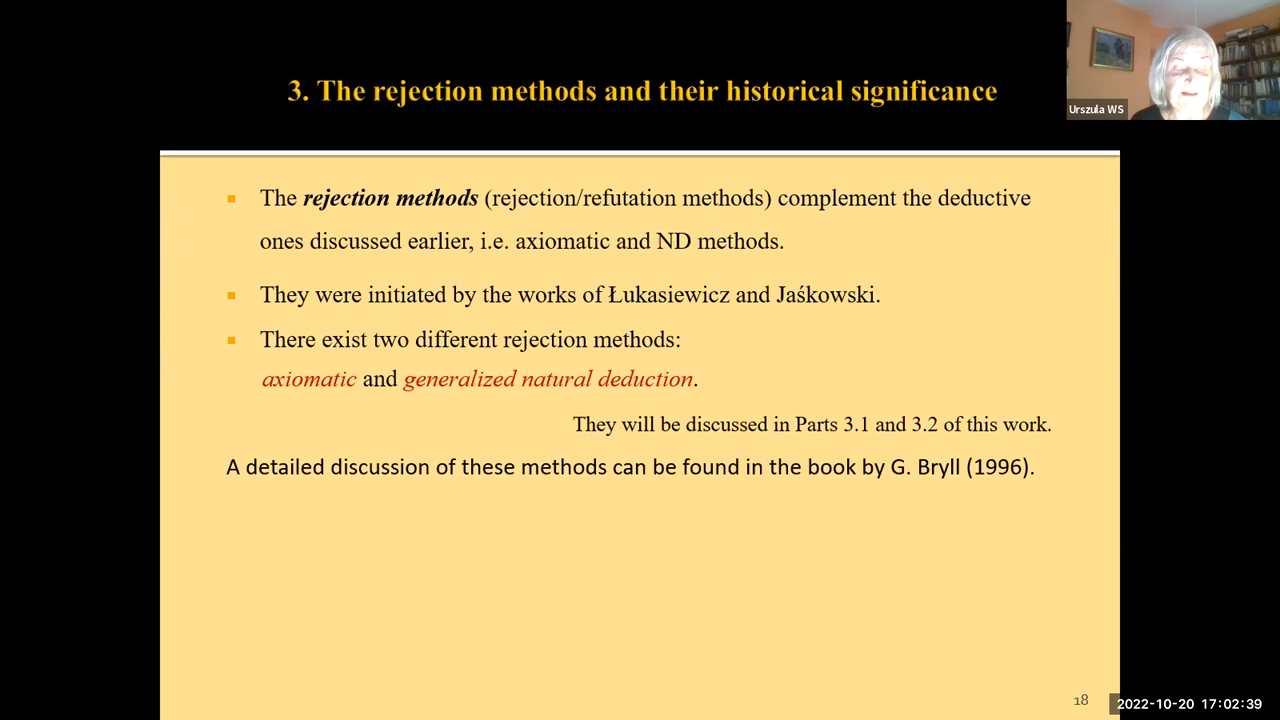 3. The rejection methods and their historical significance
Urszula WS
The rejection methods (rejection/refutation methods) complement the deductive
ones discussed earlier, i.e. axiomatic and ND methods.
They were initiated by the works of Łukasiewicz and Jaśkowski.
There exist two different rejection methods:
axiomatic and generalized natural deduction.
They will be discussed in Parts 3.1 and 3.2 of this work.
A detailed discussion of these methods can be found in the book by G. Bryll (1996).
18
2022-10-20 17:02:39